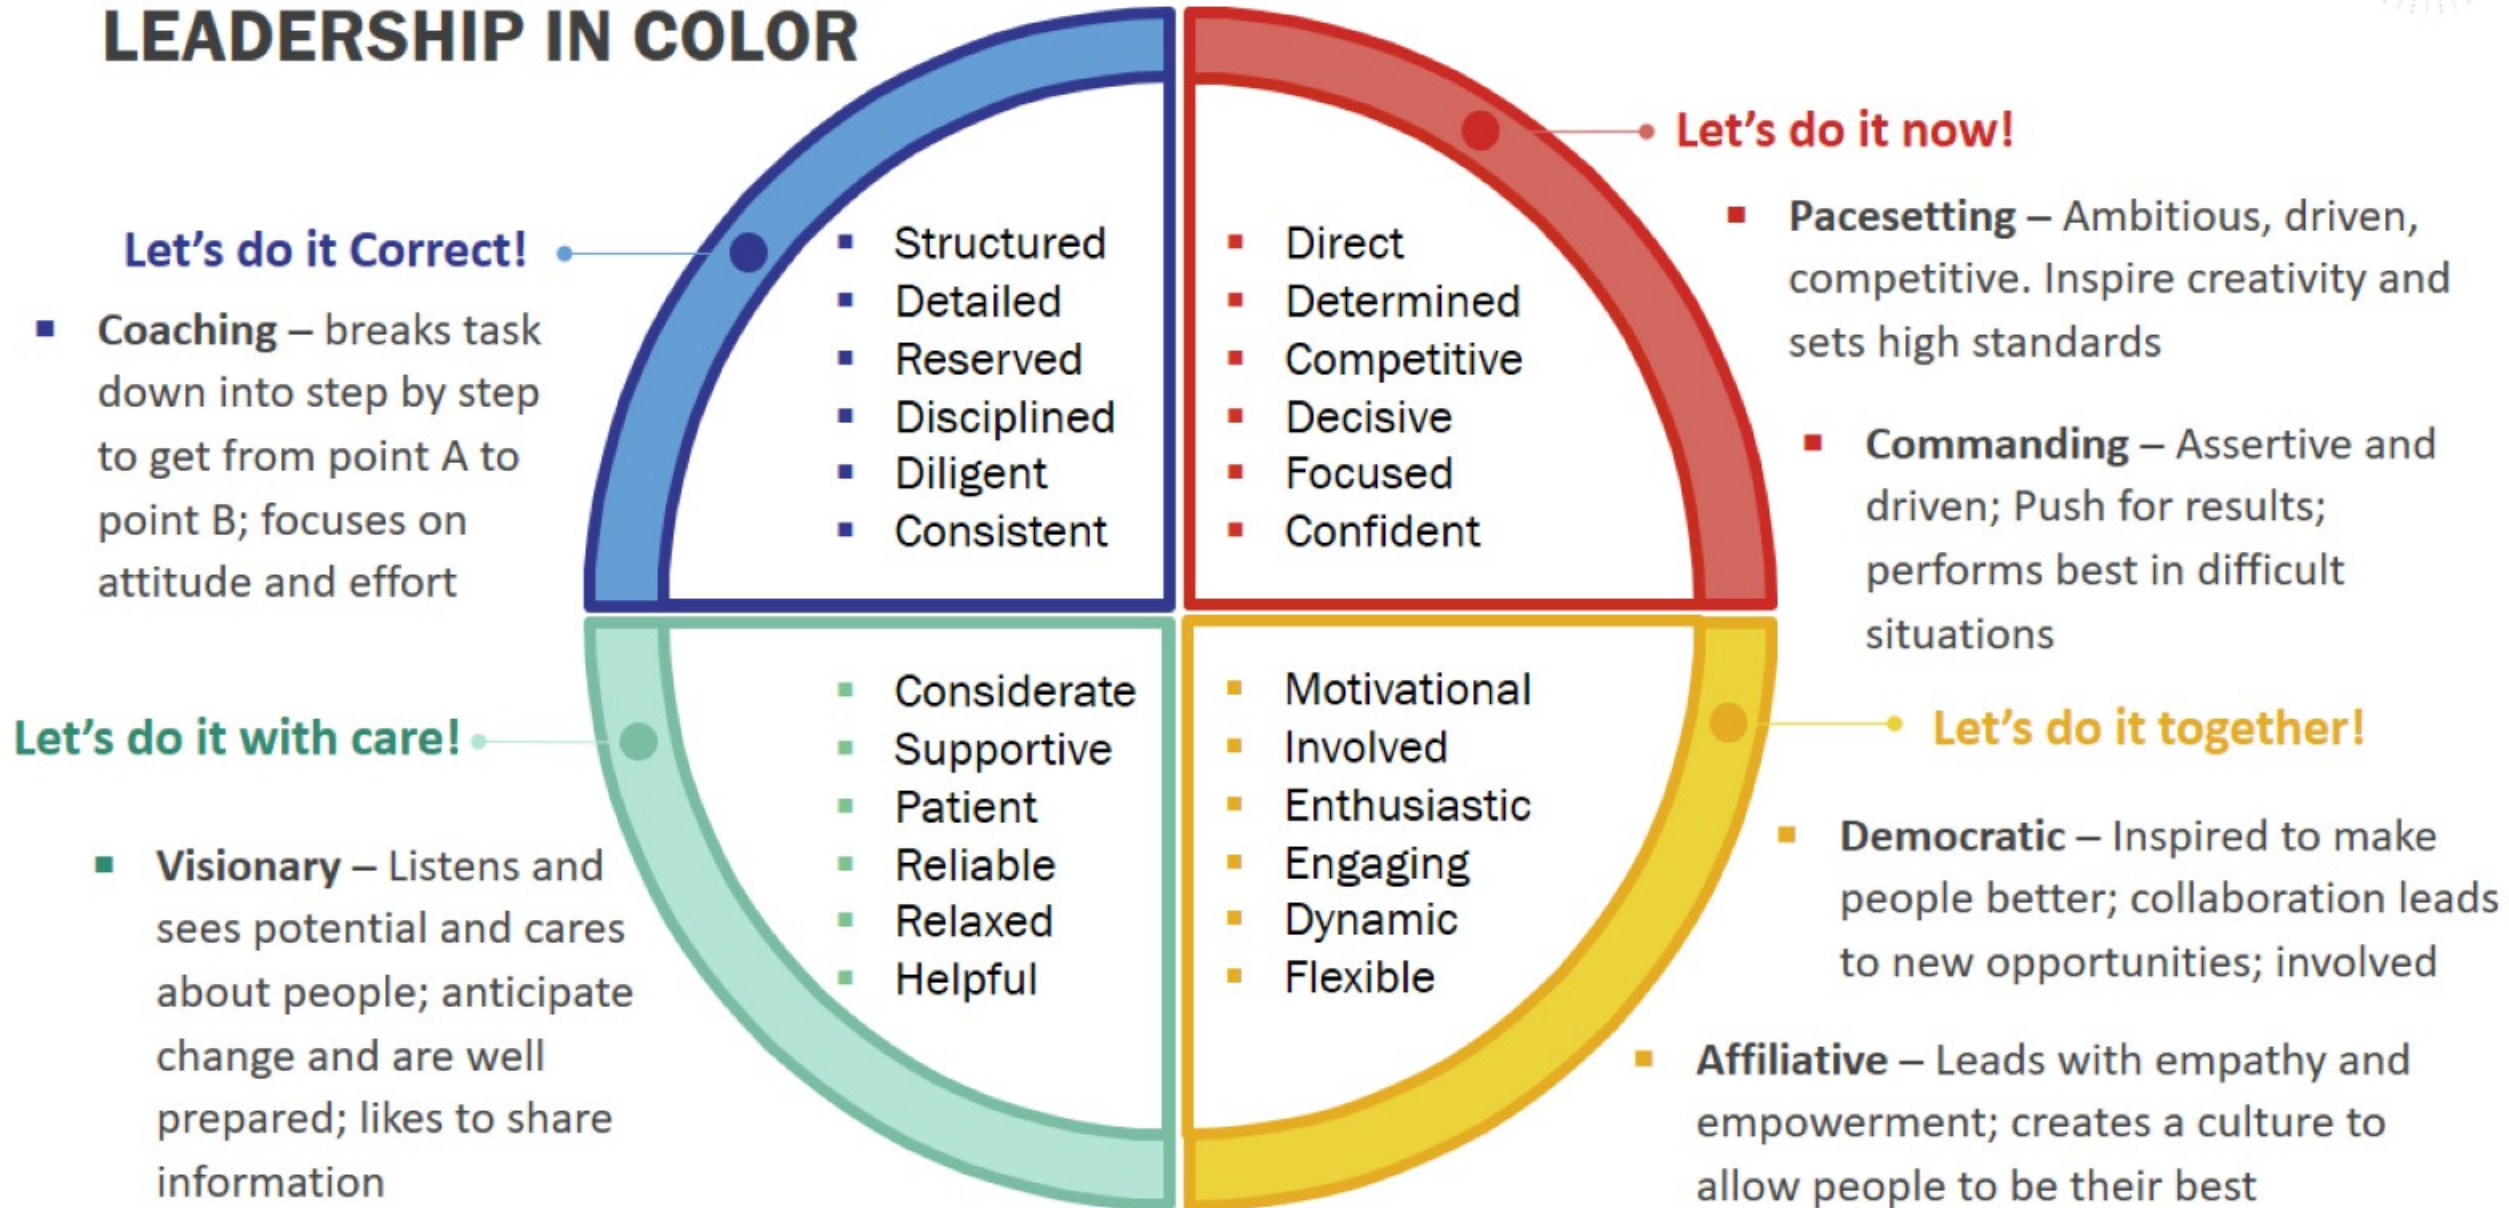 LEADERSHIP IN COLOR
Let's do it Correct!
▪ Coaching – breaks task
down into step by step
to get from point A to
point B; focuses on
attitude and effort
▪ Structured
▪ Detailed
▪ Reserved
▪ Disciplined
▪ Diligent
▪ Consistent
▪ Direct
▪ Determined
▪ Competitive
▪ Decisive
▪ Focused
▪ Confident
Let's do it now!
▪ Pacesetting – Ambitious, driven,
competitive. Inspire creativity and
sets high standards
▪ Commanding – Assertive and
driven; Push for results;
performs best in difficult
situations
Let's do it with care!
▪ Visionary – Listens and
sees potential and cares
about people; anticipate
change and are well
prepared; likes to share
information
▪ Considerate
▪ Supportive
▪ Patient
▪ Reliable
▪ Relaxed
▪ Helpful
▪ Motivational
▪ Involved
▪ Enthusiastic
▪ Engaging
▪ Dynamic
▪ Flexible
Let's do it together!
▪ Democratic – Inspired to make
people better; collaboration leads
to new opportunities; involved
▪ Affiliative – Leads with empathy and
empowerment; creates a culture to
allow people to be their best